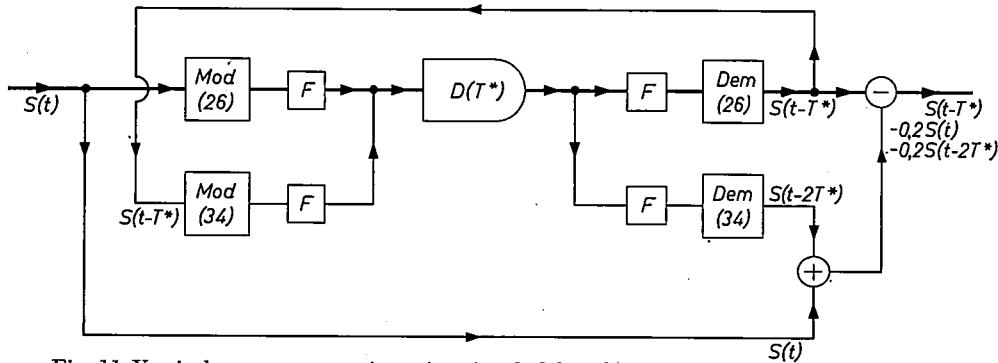 S(t)
Mod
(26)
F
D(T*)
F
Dem
(26)
S(t-T*)
S(t-T*)
-0,2S(t)
-0,2S(t-2T*)
S(t-T*)
Mod
(34)
F
F
Dem
(34)
S(t-2T*)
S(t)